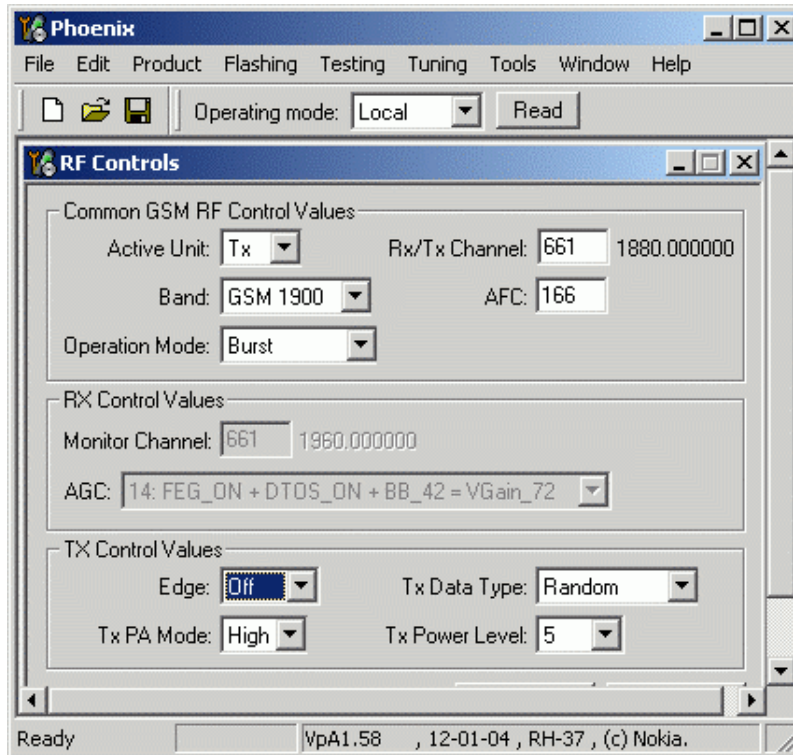 Phoenix
File Edit Product Flashing Testing Tuning Tools Window Help
Operating mode: Local Read
RF Controls
Common GSM RF Control Values
Active Unit: Tx Rx/Tx Channel: 661 1880.000000
Band: GSM 1900 AFC: 166
Operation Mode: Burst
RX Control Values
Monitor Channel: 661 1960.000000
AGC: 14: FEG_ON + DTOS_ON + BB_42 = VGain_72
TX Control Values
Edge: Off Tx Data Type: Random
Tx PA Mode: High Tx Power Level: 5
Ready VpA1.58 , 12-01-04 , RH-37 , (c) Nokia.